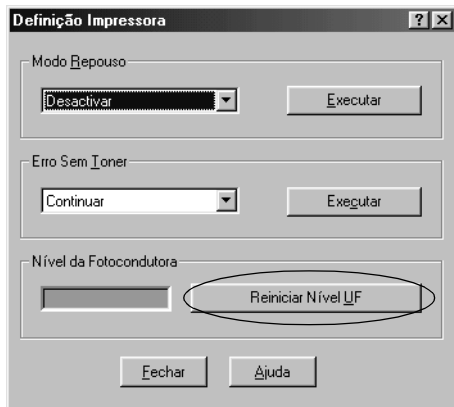 Definição Impressora
Modo Repouso
Desactivar
Executar
Erro Sem Toner
Continuar
Executar
Nível da Fotocondutora
Reiniciar Nível UF
Fechar
Ajuda